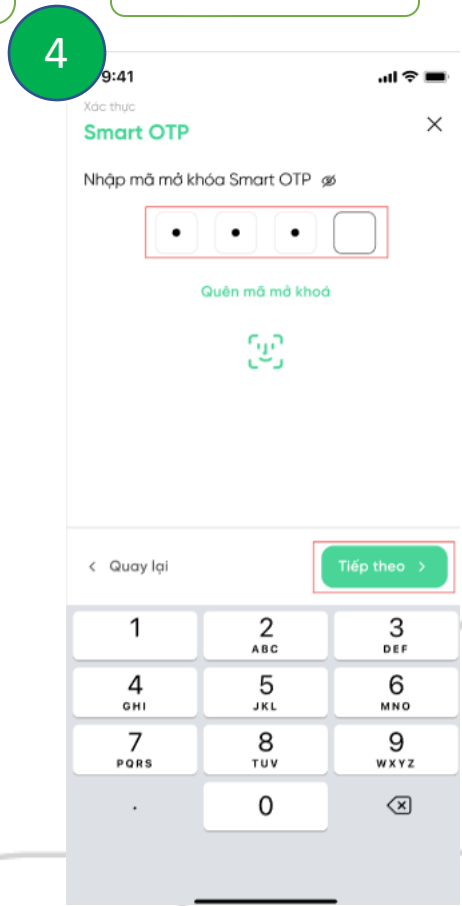 4
9:41
Xác thực
Smart OTP
Nhập mã mở khóa Smart OTP
Quên mã mở khoá
Quay lại
Tiếp theo
1
2
3
ABC
DEF
4
5
6
GHI
JKL
MNO
7
8
9
PQRS
TUV
WXYZ
.
0